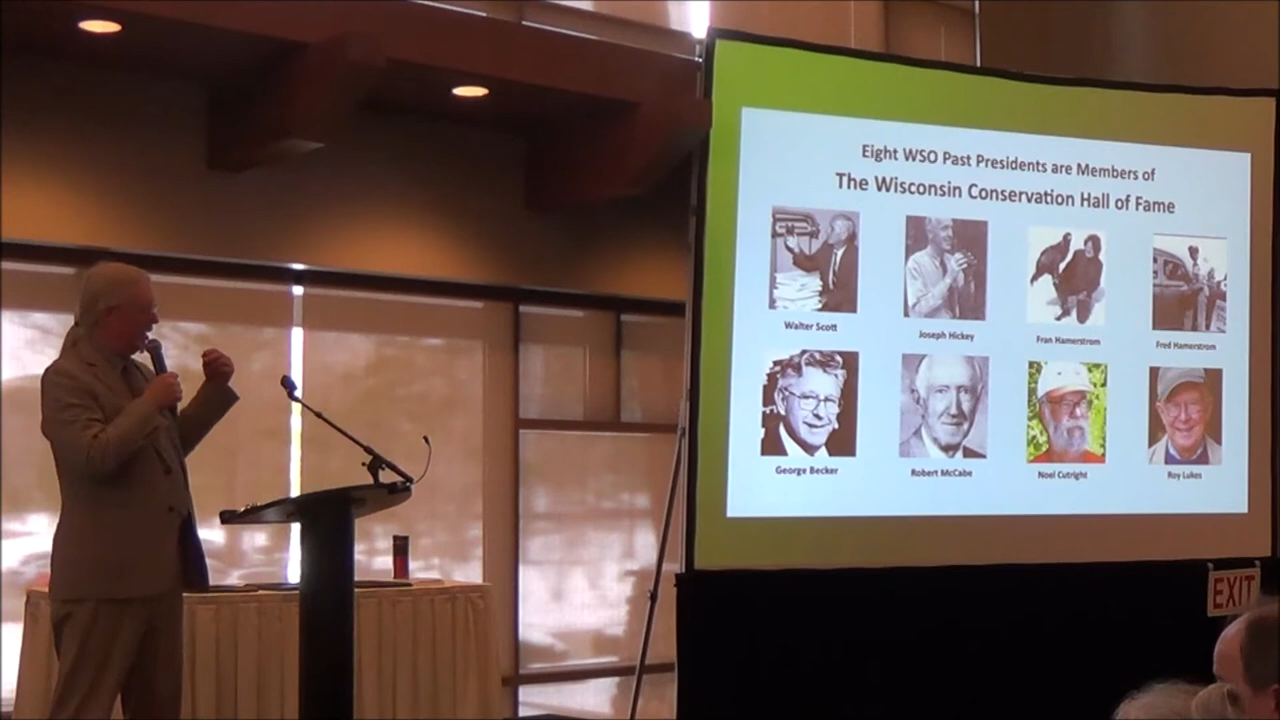 Eight WSO Past Presidents are Members of
The Wisconsin Conservation Hall of Fame
Walter Scott
Joseph Hickey
Fran Hamerstrom
Fred Hamerstrom
George Becker
Robert McCabe
Noel Cutright
Roy Lukes
EXIT